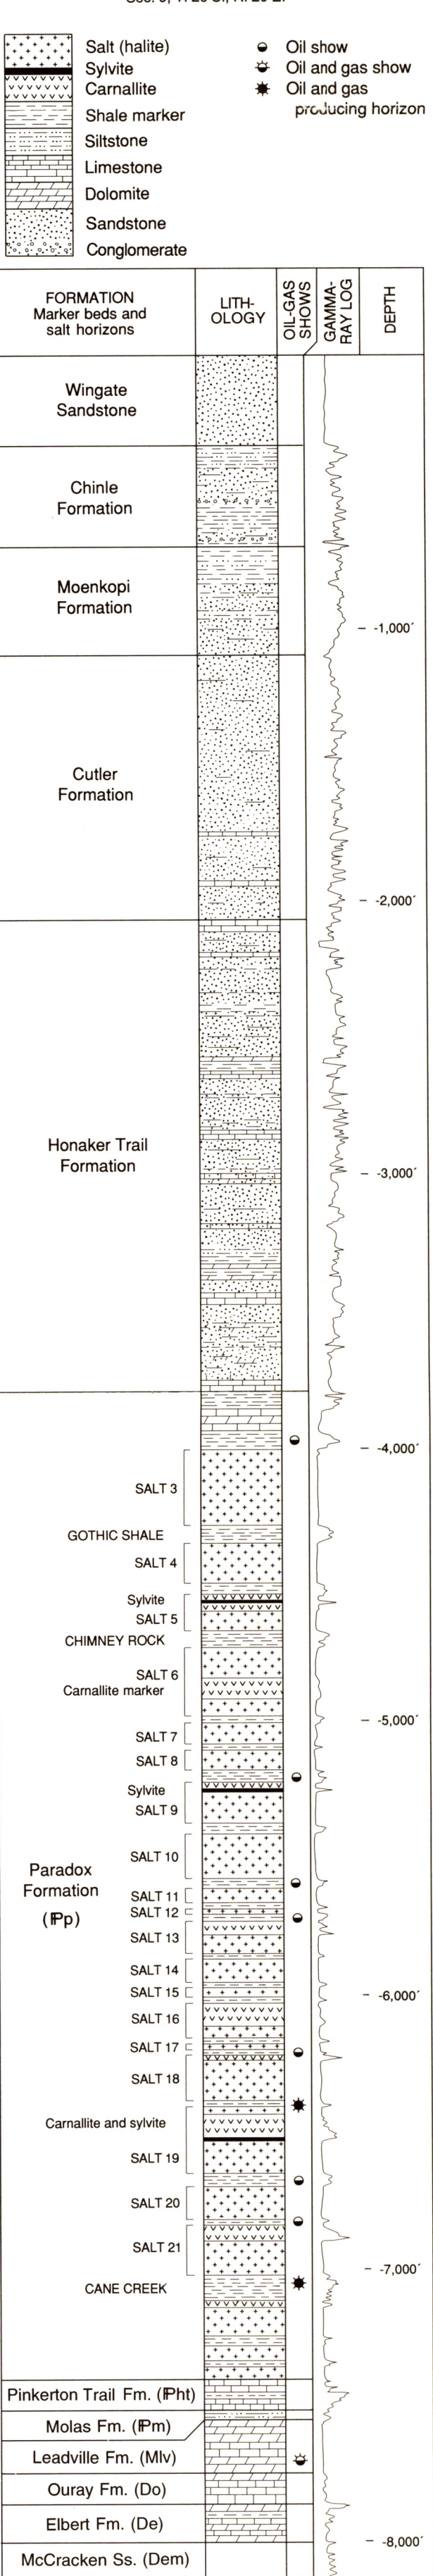 Salt (halite)
Sylvite
Carnallite
Shale marker
Siltstone
Limestone
Dolomite
Sandstone
Conglomerate
Oil show
Oil and gas show
Oil and gas
producing horizon
FORMATION
Marker beds and
salt horizons
LITH-
OLOGY
OIL-GAS
SHOWS
GAMMA-
RAY LOG
DEPTH
Wingate
Sandstone
Chinle
Formation
Moenkopi
Formation
-1,000´
Cutler
Formation
-2,000´
Honaker Trail
Formation
-3,000´
-4,000´
SALT 3
GOTHIC SHALE
SALT 4
Sylvite
SALT 5
CHIMNEY ROCK
SALT 6
Carnallite marker
-5,000´
SALT 7
SALT 8
Sylvite
SALT 9
SALT 10
Paradox
Formation
(ꟼp)
SALT 11
SALT 12
SALT 13
SALT 14
SALT 15
-6,000´
SALT 16
SALT 17
SALT 18
Carnallite and sylvite
SALT 19
SALT 20
SALT 21
-7,000´
CANE CREEK
Pinkerton Trail Fm. (IPht)
Molas Fm. (IPm)
Leadville Fm. (Mlv)
Ouray Fm. (Do)
Elbert Fm. (De)
-8,000´
McCracken Ss. (Dem)